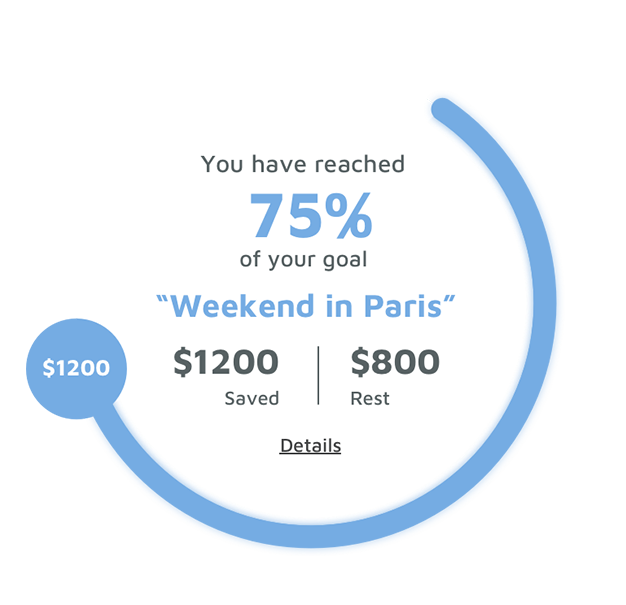 You have reached
75%
of your goal
“Weekend in Paris”
$1200
$1200
$800
Saved
Rest
Details